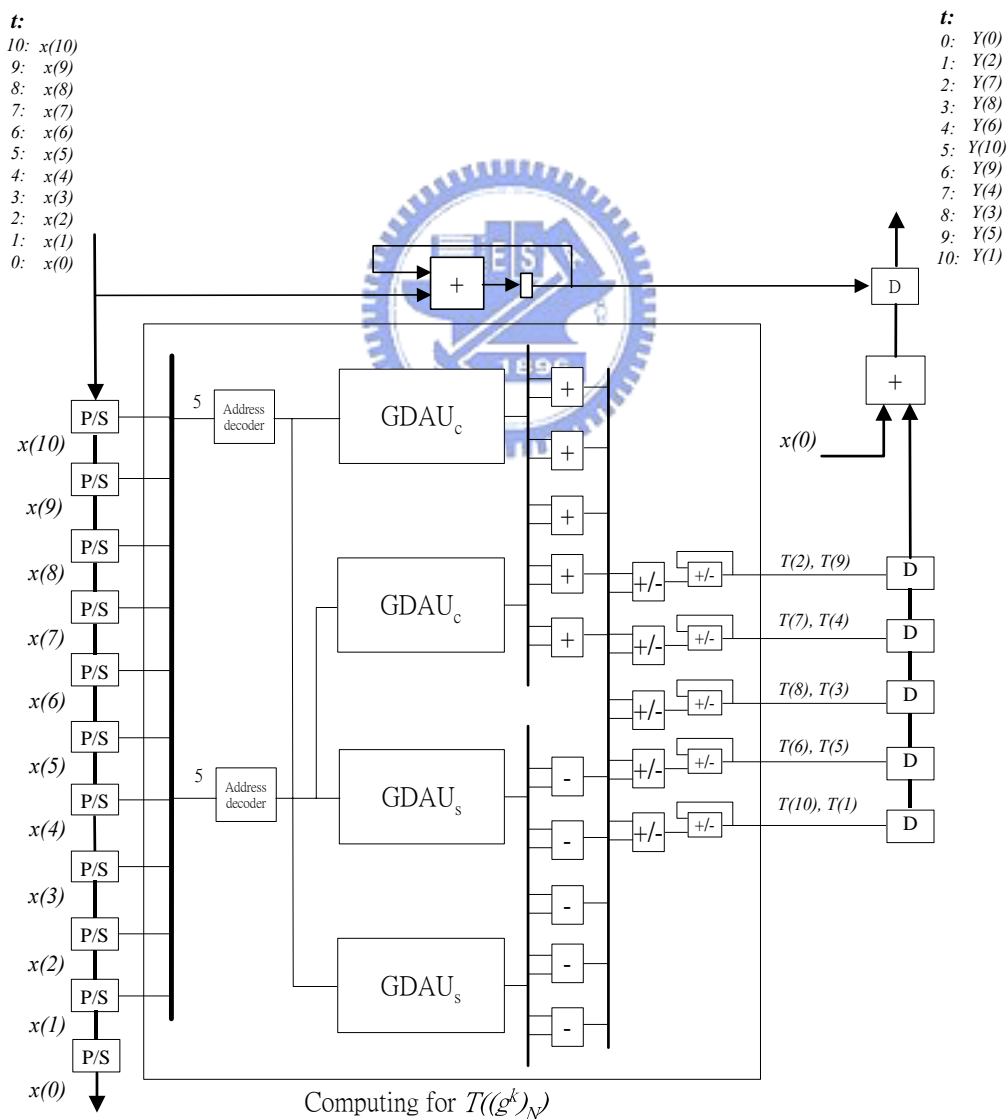 t:
10: x(10)
9: x(9)
8: x(8)
7: x(7)
6: x(6)
5: x(5)
4: x(4)
3: x(3)
2: x(2)
1: x(1)
0: x(0)
t:
0: Y(0)
1: Y(2)
2: Y(7)
3: Y(8)
4: Y(6)
5: Y(10)
6: Y(9)
7: Y(4)
8: Y(3)
9: Y(5)
10: Y(1)
E S
1896
+
D
+
x(0)
P/S
x(10)
P/S
x(9)
P/S
x(8)
P/S
x(7)
P/S
x(6)
P/S
x(5)
P/S
x(4)
P/S
x(3)
P/S
x(2)
P/S
x(1)
P/S
x(0)
5
Address
decoder
5
Address
decoder
GDAUc
GDAUc
GDAUs
GDAUs
+
+
+
+
+
-
-
-
-
-
+/-
+/-
T(2), T(9)
D
+/-
+/-
T(7), T(4)
D
+/-
+/-
T(8), T(3)
D
+/-
+/-
T(6), T(5)
D
+/-
+/-
T(10), T(1)
D
Computing for T((g^k)_N)